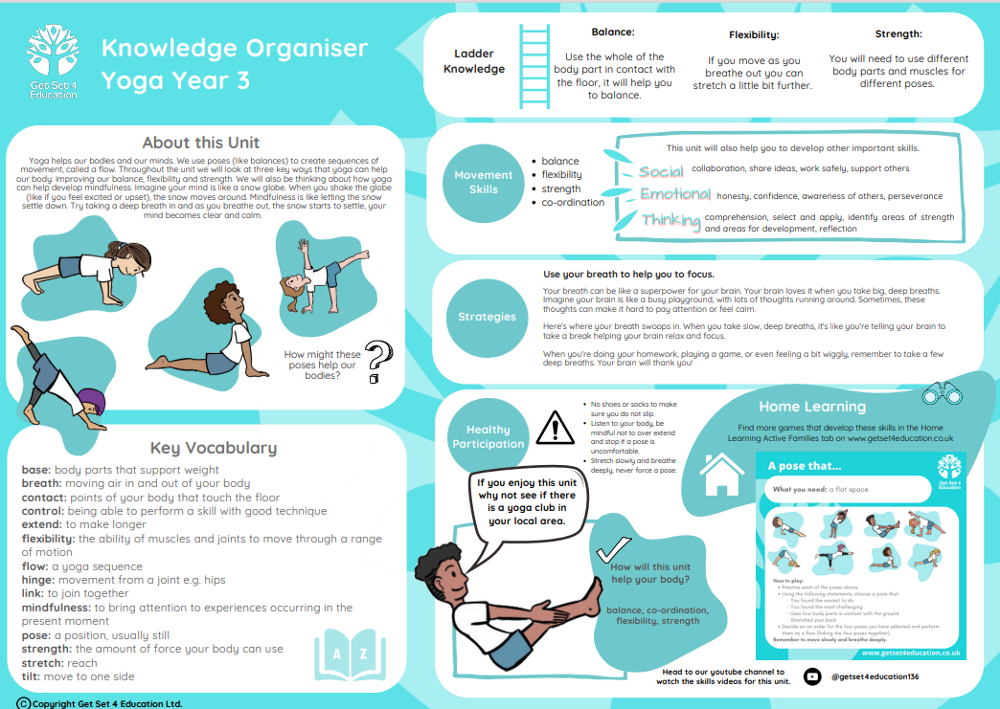 Get Set 4
Education
Knowledge Organiser
Yoga Year 3
Ladder
Knowledge
Balance:
Use the whole of the
body part in contact with
the floor, it will help you
to balance.
Flexibility:
If you move as you
breathe out you can
stretch a little bit further.
Strength:
You will need to use different
body parts and muscles for
different poses.
About this Unit
Yoga helps our bodies and our minds. We use poses (like balances) to create sequences of
movement, called a flow. Throughout the unit we will look at three key ways that yoga can help
our body: improving our balance, flexibility and strength. We will also be thinking about how yoga
can help develop mindfulness. Imagine your mind is like a snow globe. When you shake the globe
(like if you feel excited or upset), the snow moves around. Mindfulness is like letting the snow
settle down. Try taking a deep breath in and as you breathe out, the snow starts to settle, your
mind becomes clear and calm.
How might these
poses help our
bodies?
?
Key Vocabulary
base: body parts that support weight
breath: moving air in and out of your body
contact: points of your body that touch the floor
control: being able to perform a skill with good technique
extend: to make longer
flexibility: the ability of muscles and joints to move through a range
of motion
flow: a yoga sequence
hinge: movement from a joint e.g. hips
link: to join together
mindfulness: to bring attention to experiences occurring in the
present moment
pose: a position, usually still
strength: the amount of force your body can use
stretch: reach
tilt: move to one side
A Z
© Copyright Get Set 4 Education Ltd.
Movement
Skills
• balance
• flexibility
• strength
• co-ordination
This unit will also help you to develop other important skills.
Social collaboration, share ideas, work safely, support others
Emotional honesty, confidence, awareness of others, perseverance
Thinking comprehension, select and apply, identify areas of strength
and areas for development, reflection
Strategies
Use your breath to help you to focus.
Your breath can be like a superpower for your brain. Your brain loves it when you take big, deep breaths.
Imagine your brain is like a busy playground, with lots of thoughts running around. Sometimes, these
thoughts can make it hard to pay attention or feel calm.
Here's where your breath swoops in. When you take slow, deep breaths, it's like you're telling your brain to
take a break helping your brain relax and focus.
When you're doing your homework, playing a game, or even feeling a bit wiggly, remember to take a few
deep breaths. Your brain will thank you!
Healthy
Participation
!
• No shoes or socks to make
sure you do not slip.
• Listen to your body, be
mindful not to over extend
and stop if a pose is
uncomfortable.
• Stretch slowly and breathe
deeply, never force a pose.
If you enjoy this unit
why not see if there
is a yoga club in
your local area.
How will this unit
help your body?
balance, co-ordination,
flexibility, strength
Home Learning
Find more games that develop these skills in the Home
Learning Active Families tab on www.getset4education.co.uk
A pose that...
Get Set 4
Education
What you need: a flat space
How to play:
• Practise each of the poses above.
• Using the following statements, choose a pose that:
◦ You found the easiest to do
◦ You found the most challenging
◦ Uses four body parts in contact with the ground
◦ Stretched your back
• Decide on an order for the four poses you have selected and perform
them as a flow (linking the four poses together).
Remember to move slowly and breathe deeply.
www.getset4education.co.uk
Head to our youtube channel to
watch the skills videos for this unit.
@getset4education136